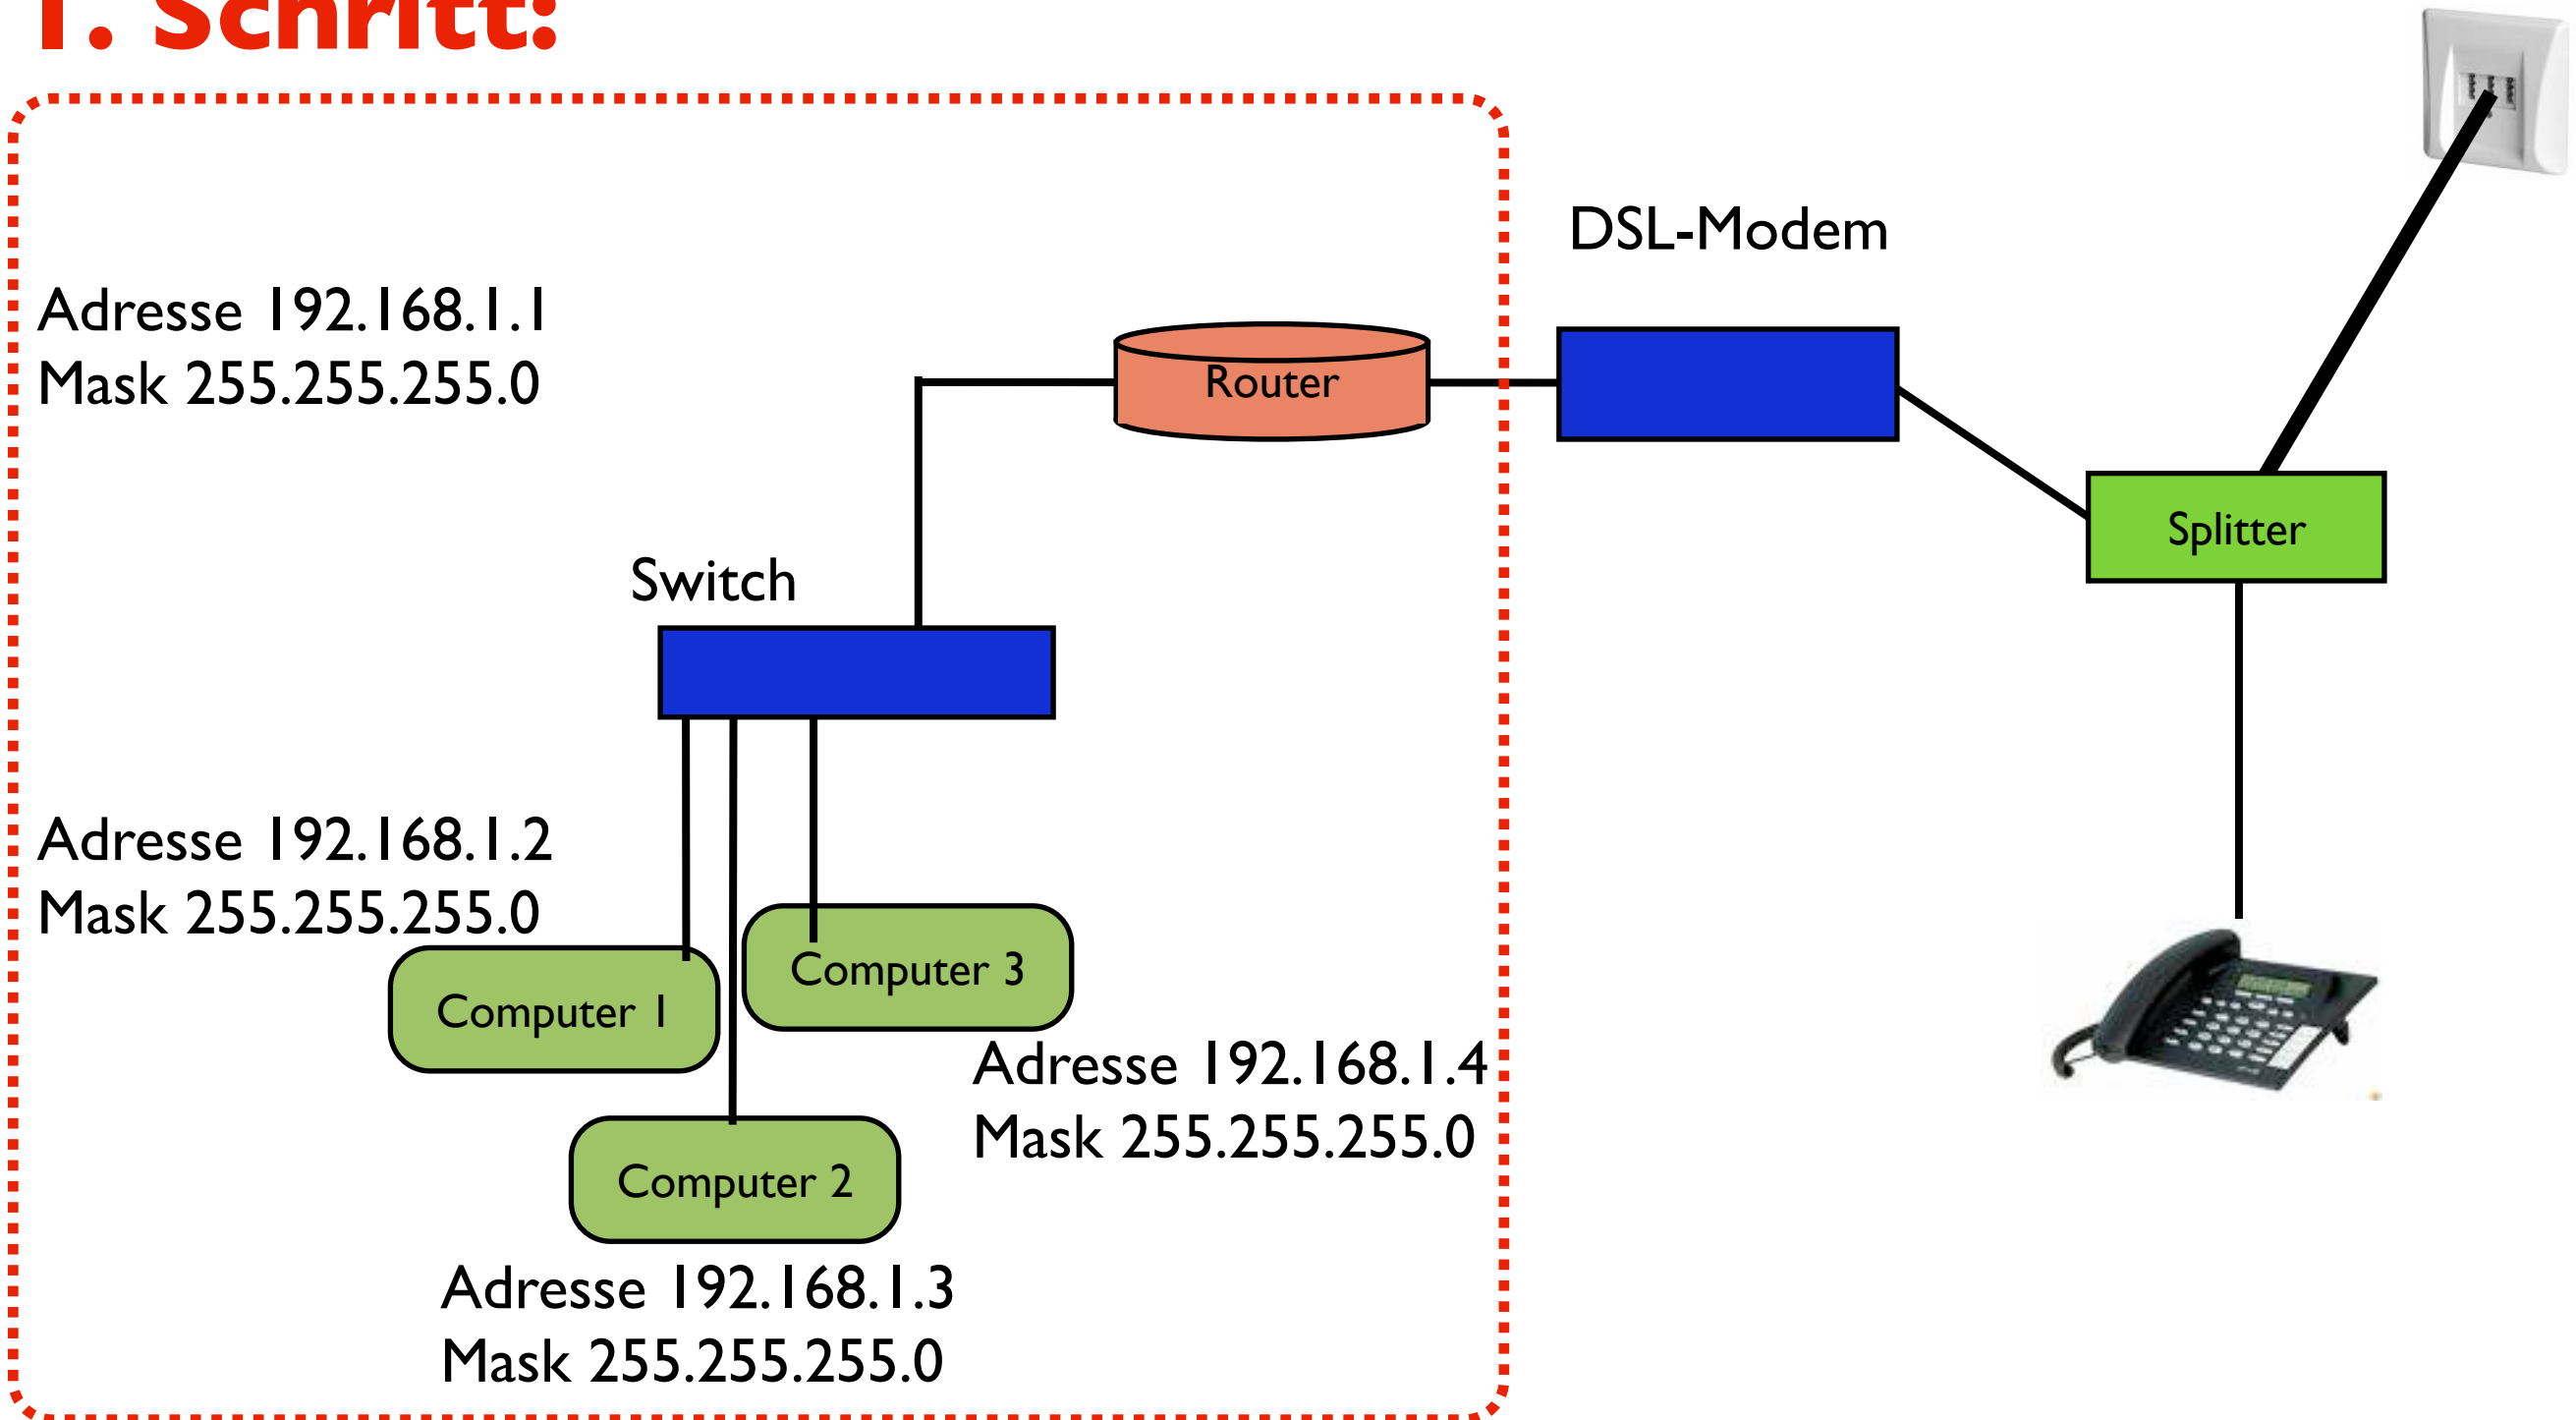 1. Schritt:
DSL-Modem
Adresse 192.168.1.1
Mask 255.255.255.0
Router
Splitter
Switch
Adresse 192.168.1.2
Mask 255.255.255.0
Computer 3
Computer 1
Adresse 192.168.1.4
Mask 255.255.255.0
Computer 2
Adresse 192.168.1.3
Mask 255.255.255.0